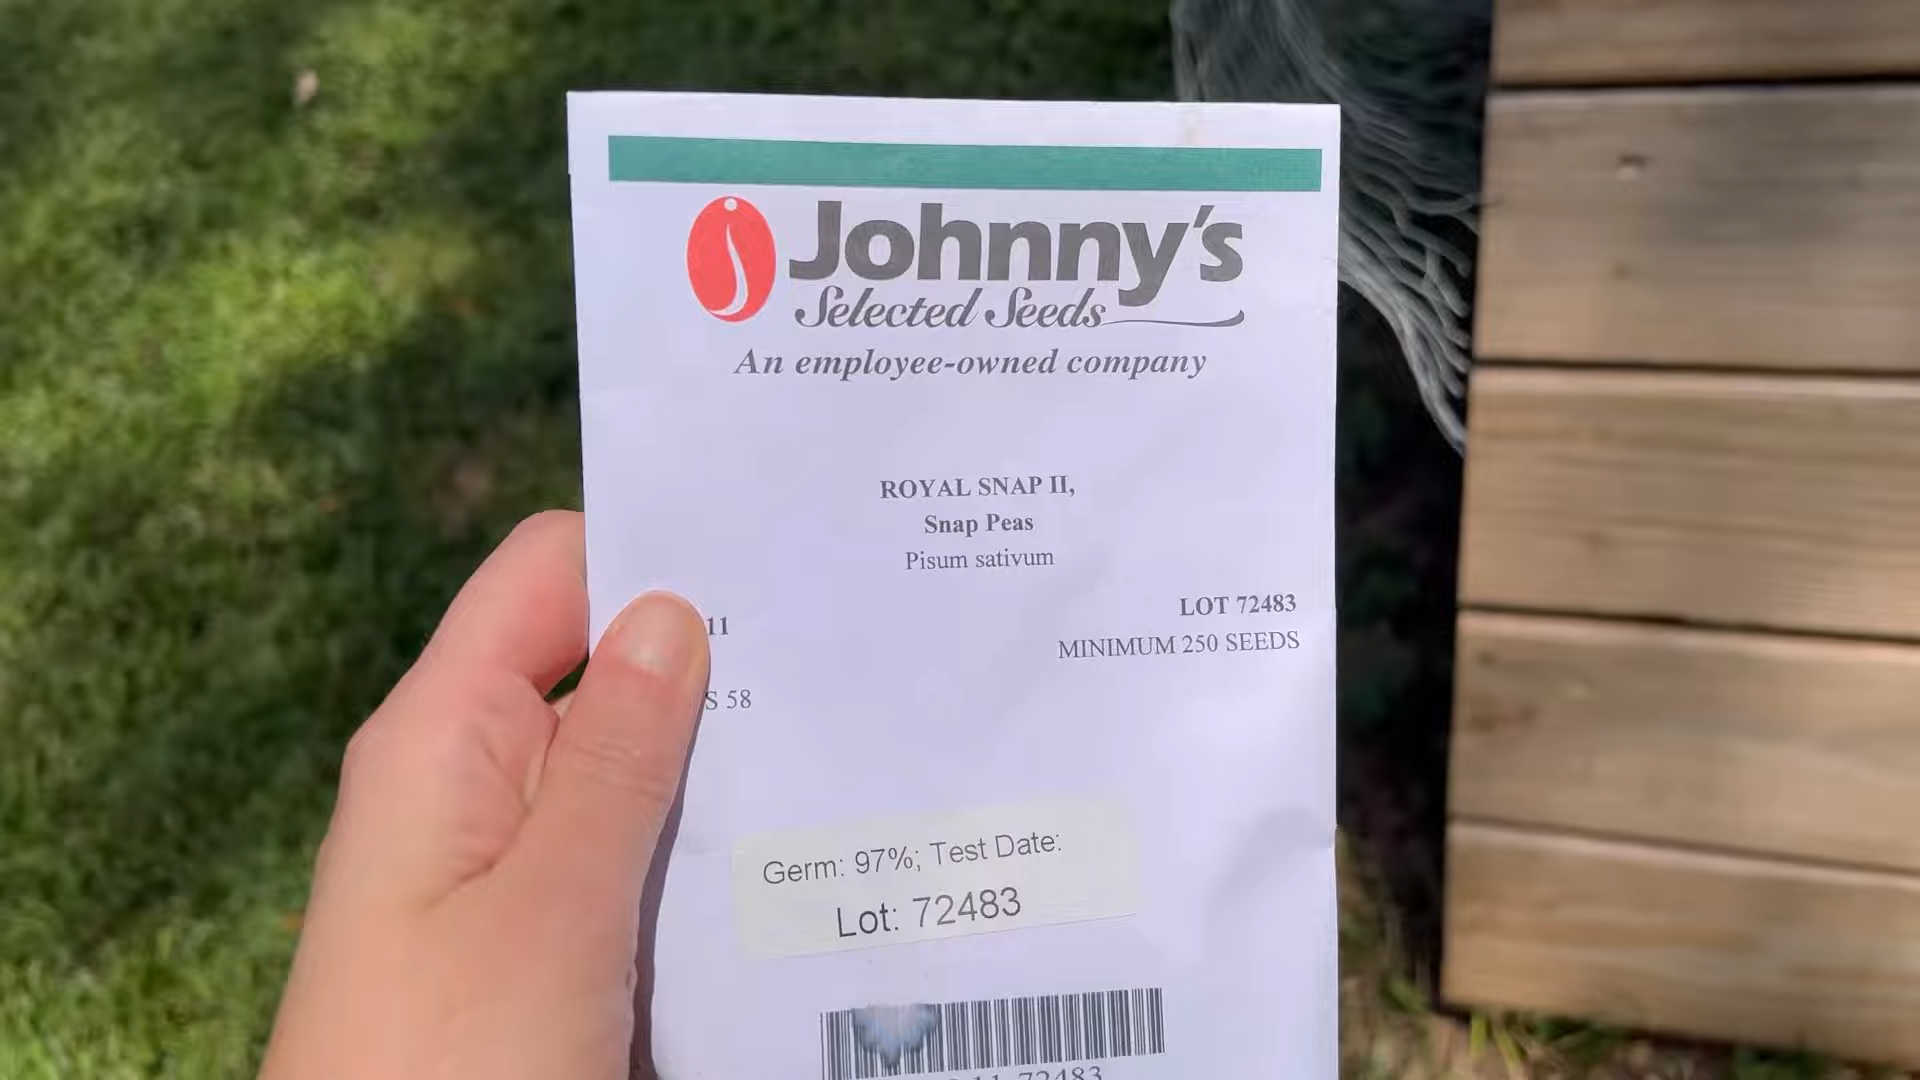 Johnny's
Selected Seeds
An employee-owned company
ROYAL SNAP II,
Snap Peas
Pisum sativum
11
LOT 72483
MINIMUM 250 SEEDS
S 58
Germ: 97%; Test Date:
Lot: 72483
72483